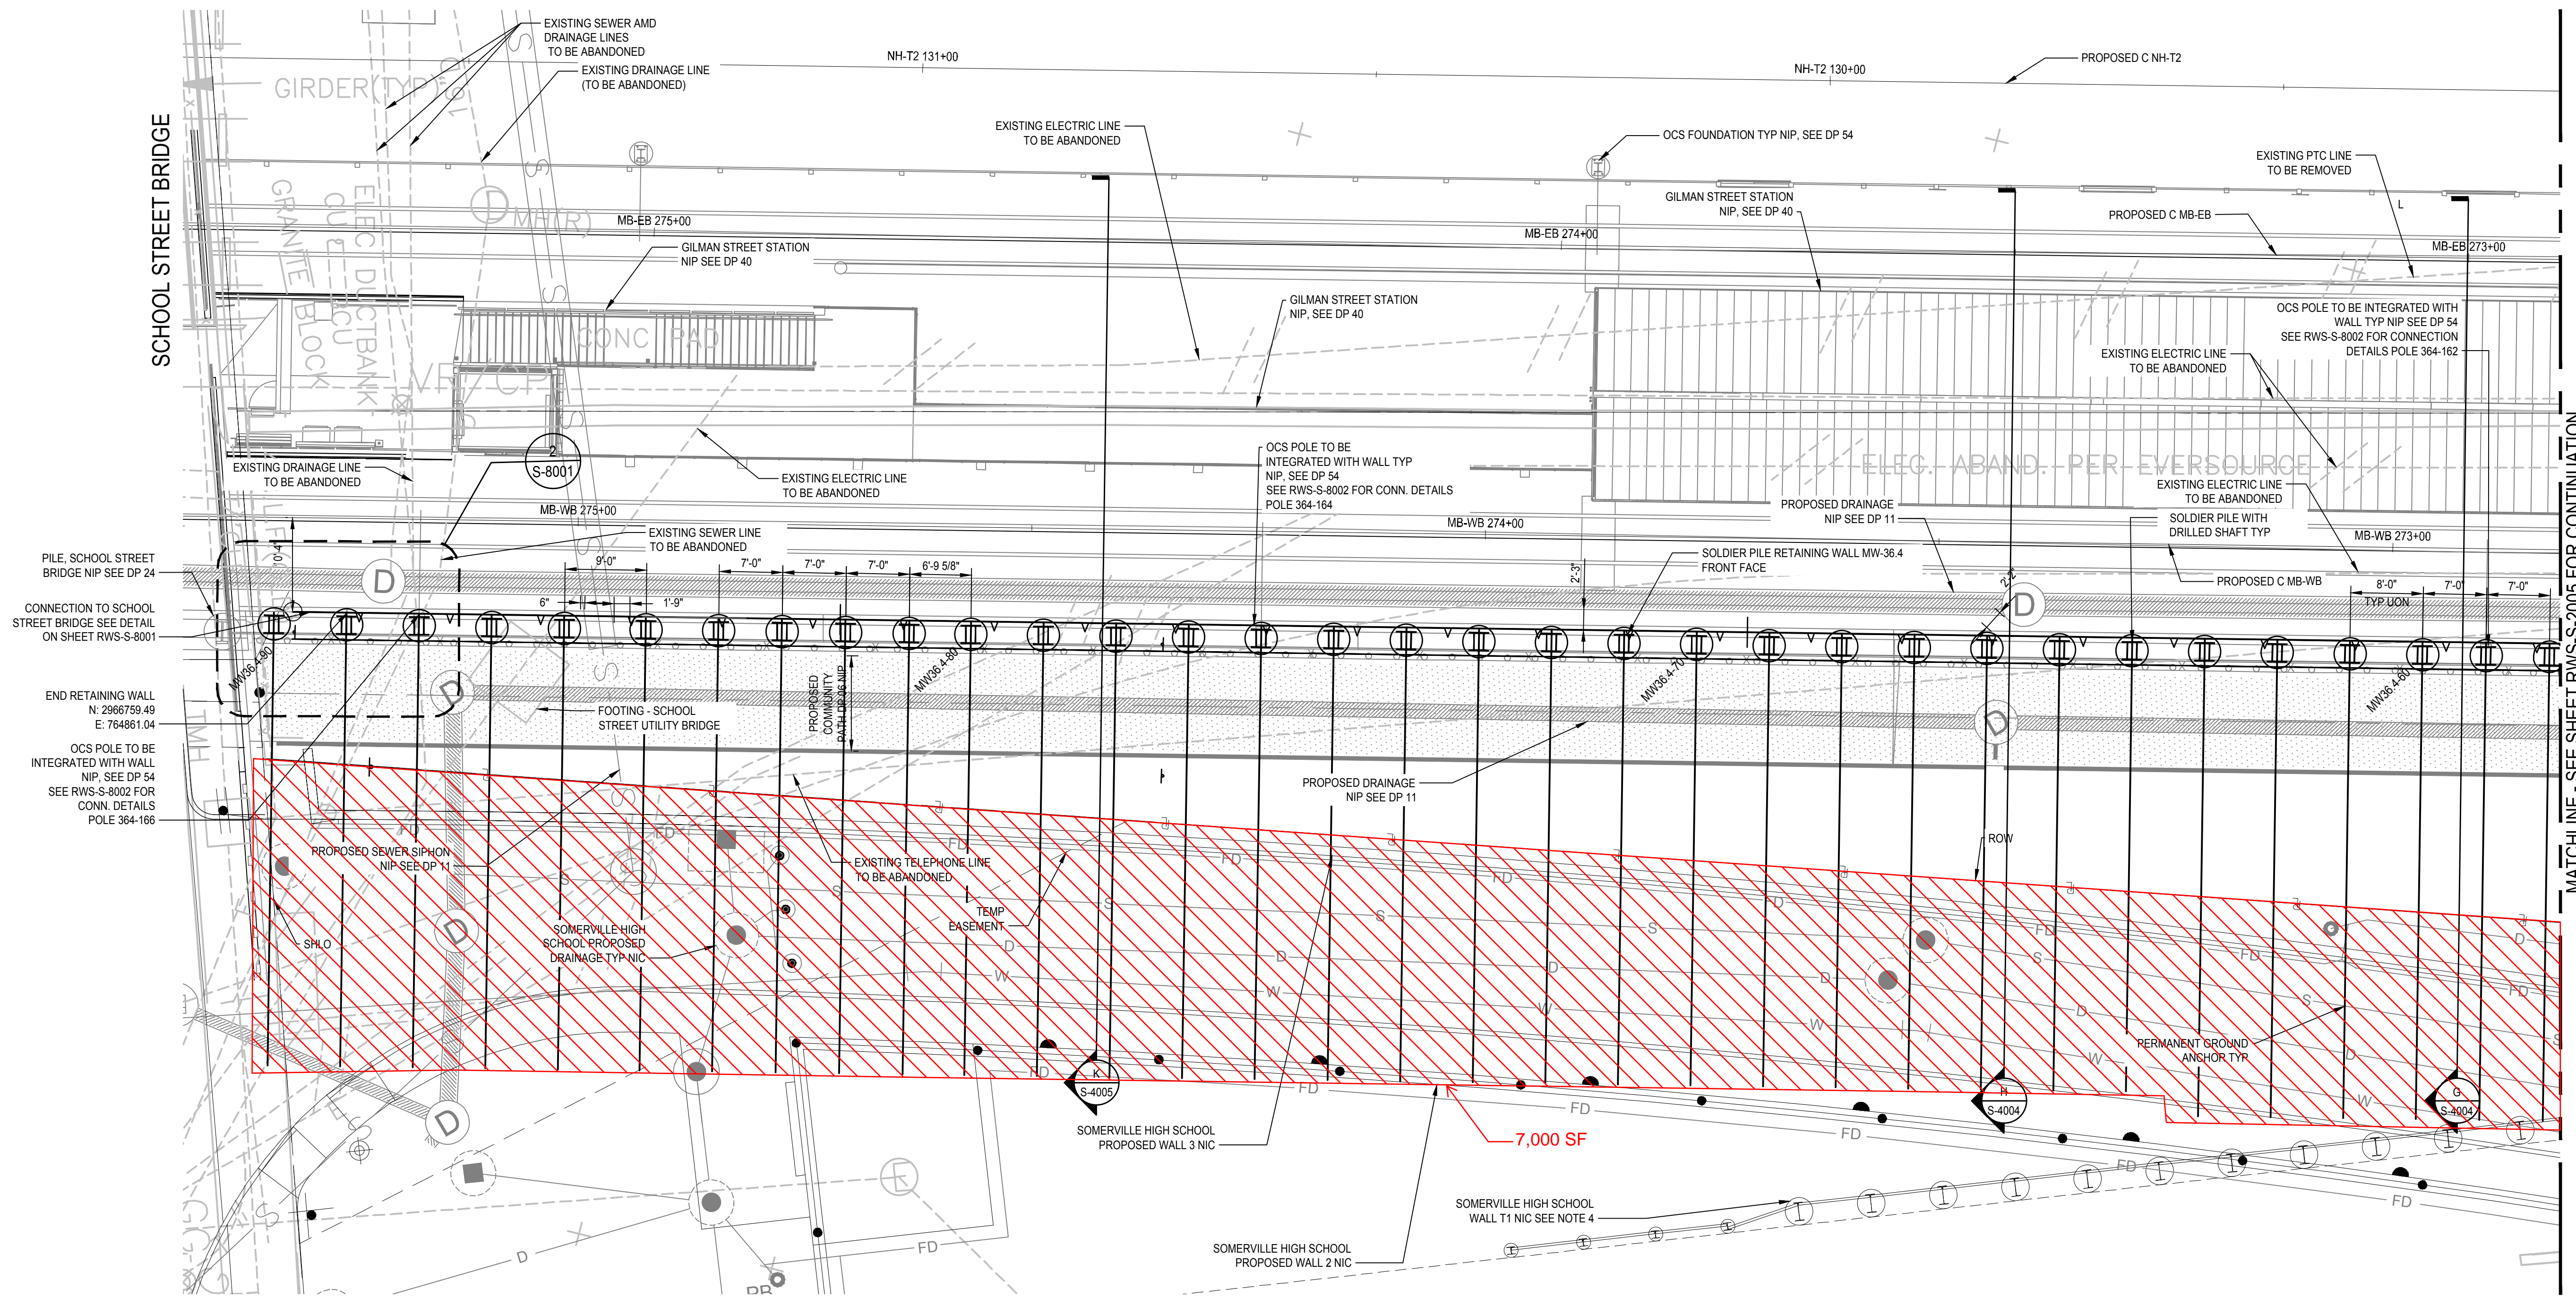 EXISTING SEWER AMD
DRAINAGE LINES
TO BE ABANDONED
EXISTING DRAINAGE LINE
(TO BE ABANDONED)
NH-T2 131+00
NH-T2 130+00
PROPOSED C NH-T2
GIRDER(TYP)
SCHOOL STREET BRIDGE
EXISTING ELECTRIC LINE
TO BE ABANDONED
OCS FOUNDATION TYP NIP, SEE DP 54
EXISTING PTC LINE
TO BE REMOVED
GRANITE BLOCK
ELEC DUCTBANK,
D
MH(R)
MB-EB 275+00
GILMAN STREET STATION
NIP SEE DP 40
MB-EB 274+00
GILMAN STREET STATION
NIP, SEE DP 40
PROPOSED C MB-EB
L
MB-EB 273+00
GILMAN STREET STATION
NIP, SEE DP 40
CONC PAD
OCS POLE TO BE INTEGRATED WITH
WALL TYP NIP SEE DP 54
SEE RWS-S-8002 FOR CONNECTION
DETAILS POLE 364-162
EXISTING ELECTRIC LINE
TO BE ABANDONED
EXISTING DRAINAGE LINE
TO BE ABANDONED
2
S-8001
EXISTING ELECTRIC LINE
TO BE ABANDONED
OCS POLE TO BE
INTEGRATED WITH WALL TYP
NIP, SEE DP 54
SEE RWS-S-8002 FOR CONN. DETAILS
POLE 364-164
ELEC. ABAND. PER EVERSOURCE
EXISTING ELECTRIC LINE
TO BE ABANDONED
PROPOSED DRAINAGE
NIP SEE DP 11
SOLDIER PILE WITH
DRILLED SHAFT TYP
MB-WB 275+00
MB-WB 274+00
MB-WB 273+00
EXISTING SEWER LINE
TO BE ABANDONED
SOLDIER PILE RETAINING WALL MW-36.4
FRONT FACE
PROPOSED C MB-WB
PILE, SCHOOL STREET
BRIDGE NIP SEE DP 24
CONNECTION TO SCHOOL
STREET BRIDGE SEE DETAIL
ON SHEET RWS-S-8001
10'-4"
D
9'-0"
6"
1'-9"
7'-0"
7'-0"
7'-0"
6'-9 5/8"
2'-3"
2'-2"
D
8'-0"
TYP UON
7'-0"
7'-0"
MW36.4-90
MW36.4-80
MW36.4-70
MW36.4-60
END RETAINING WALL
N: 2966759.49
E: 764861.04
D
FOOTING - SCHOOL
STREET UTILITY BRIDGE
PROPOSED
COMMUNITY
PATH DP 06 NIP
D
OCS POLE TO BE
INTEGRATED WITH WALL
NIP, SEE DP 54
SEE RWS-S-8002 FOR
CONN. DETAILS
POLE 364-166
TMH
PROPOSED DRAINAGE
NIP SEE DP 11
PROPOSED SEWER SIPHON
NIP SEE DP 11
EXISTING TELEPHONE LINE
TO BE ABANDONED
ROW
SHLO
D
SOMERVILLE HIGH
SCHOOL PROPOSED
DRAINAGE TYP NIC
TEMP
EASEMENT
PERMANENT GROUND
ANCHOR TYP
K
S-4005
H
S-4004
G
S-4004
D
SOMERVILLE HIGH SCHOOL
PROPOSED WALL 3 NIC
7,000 SF
SOMERVILLE HIGH SCHOOL
WALL T1 NIC SEE NOTE 4
SOMERVILLE HIGH SCHOOL
PROPOSED WALL 2 NIC
E
FD
FD
FD
FD
FD
FD
D
MATCHLINE - SEE SHEET RWS-S-2005 FOR CONTINUATION